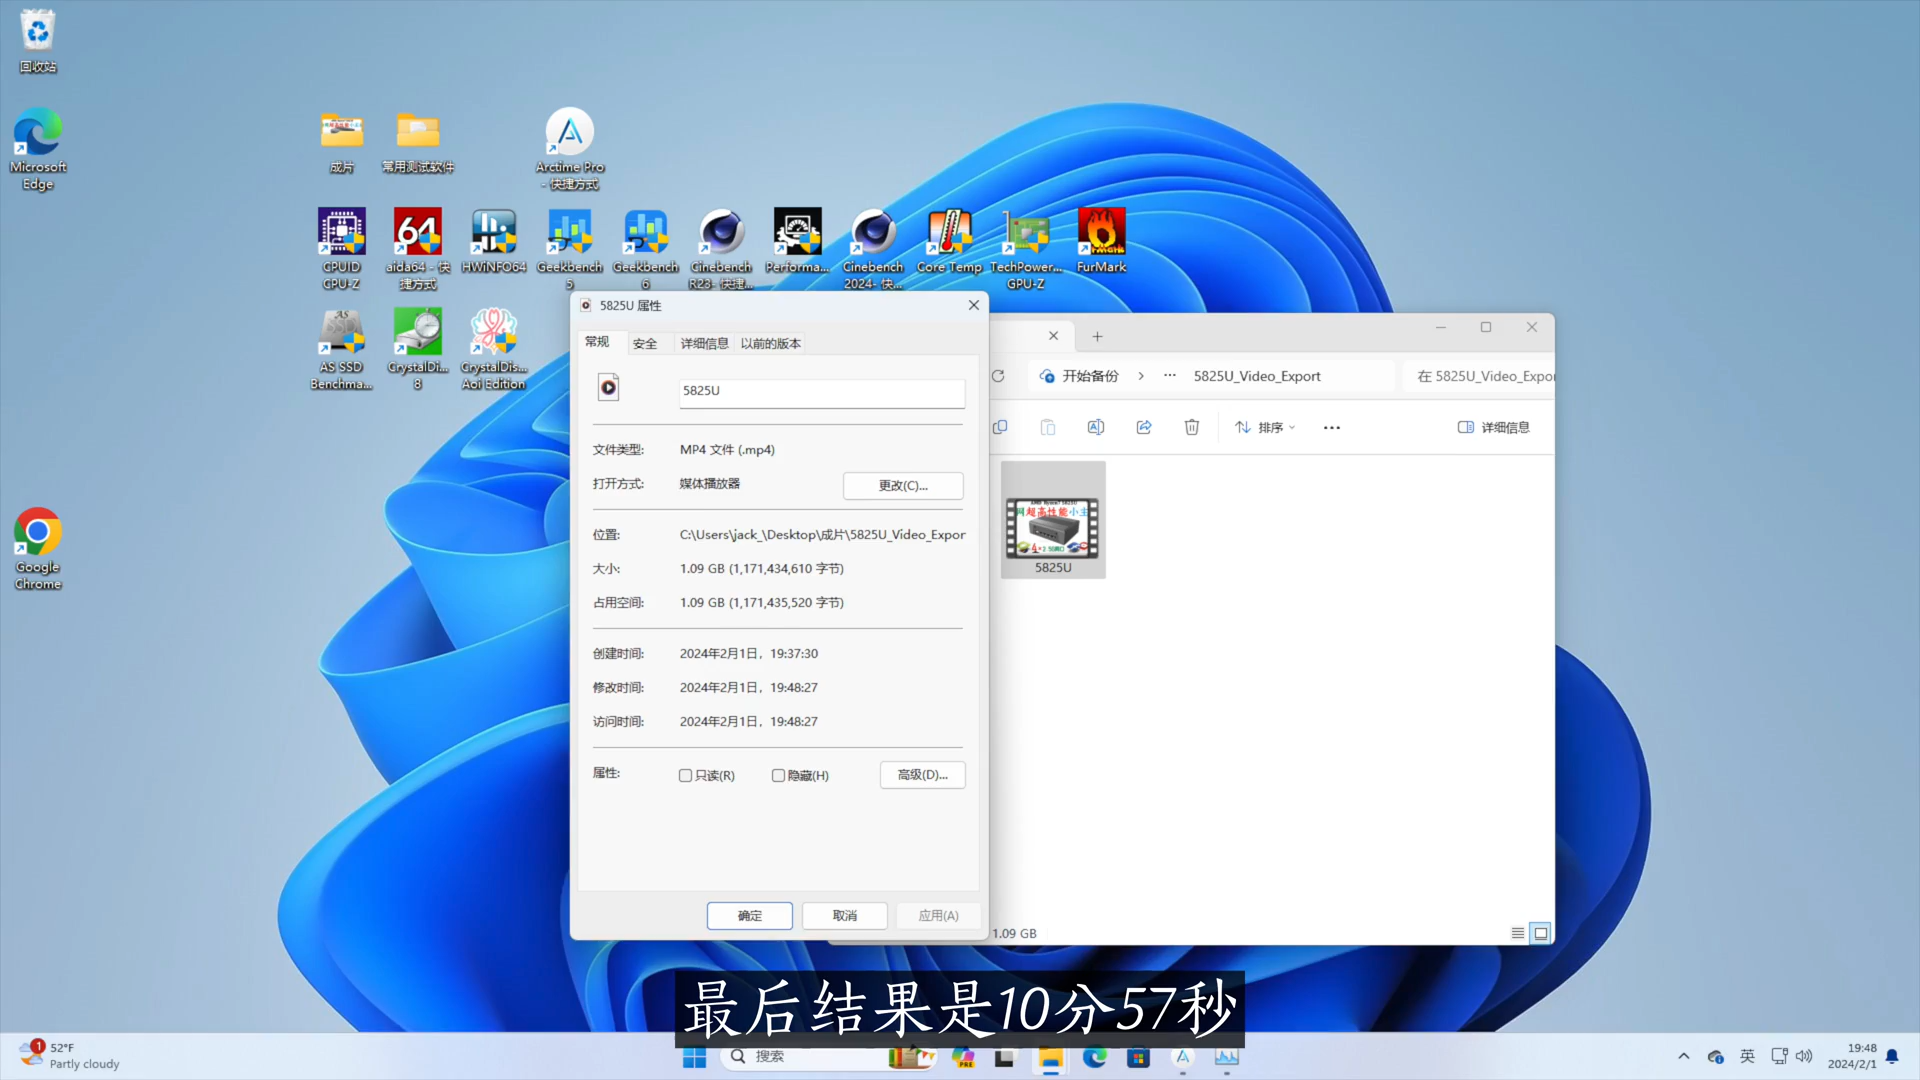 回收站
Microsoft
Edge
成片
常用测试软件
Arctime Pro
- 快捷方式
CPUID
CPU-Z
aida64 - 快
捷方式
HWiNFO64
Geekbench
5
Geekbench
6
Cinebench
R23- 快捷...
Performa...
Cinebench
2024- 快...
Core Temp
TechPower...
GPU-Z
FurMark
AS SSD
Benchma...
CrystalDi...
8
CrystalDis...
Aoi Edition
Google
Chrome
5825U 属性
常规
安全
详细信息
以前的版本
5825U
文件类型:
MP4 文件 (.mp4)
打开方式:
媒体播放器
更改(C)...
位置:
C:\Users\jack_\Desktop\成片\5825U_Video_Expor
大小:
1.09 GB (1,171,434,610 字节)
占用空间:
1.09 GB (1,171,435,520 字节)
创建时间:
2024年2月1日，19:37:30
修改时间:
2024年2月1日，19:48:27
访问时间:
2024年2月1日，19:48:27
属性:
只读(R)
隐藏(H)
高级(D)...
确定
取消
应用(A)
开始备份
5825U_Video_Export
在 5825U_Video_Expo
排序
详细信息
5825U
1.09 GB
最后结果是10分57秒
1
52°F
Partly cloudy
搜索
英
19:48
2024/2/1